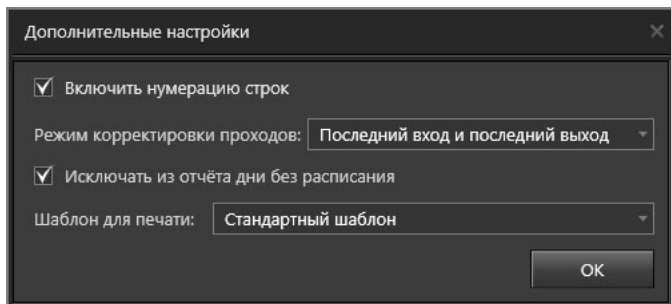 Дополнительные настройки
Включить нумерацию строк
Режим корректировки проходов: Последний вход и последний выход
Исключать из отчёта дни без расписания
Шаблон для печати: Стандартный шаблон
ОК